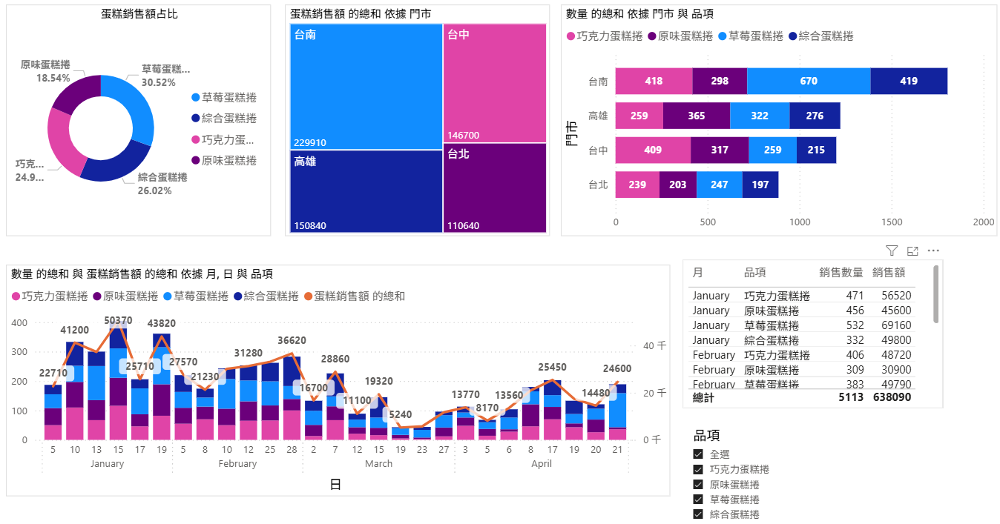 蛋糕銷售額占比
原味蛋糕捲
18.54%
草莓蛋糕...
30.52%
巧克...
24.9...
綜合蛋糕捲
26.02%
草莓蛋糕捲
綜合蛋糕捲
巧克力蛋...
原味蛋糕捲
蛋糕銷售額 的總和 依據 門市
台南
229910
台中
146700
高雄
150840
台北
110640
數量 的總和 依據 門市 與 品項
巧克力蛋糕捲 原味蛋糕捲 草莓蛋糕捲 綜合蛋糕捲
門市
台南 418 298 670 419
高雄 259 365 322 276
台中 409 317 259 215
台北 239 203 247 197
0 500 1000 1500 2000
數量 的總和 與 蛋糕銷售額 的總和 依據 月, 日 與 品項
巧克力蛋糕捲 原味蛋糕捲 草莓蛋糕捲 綜合蛋糕捲 蛋糕銷售額 的總和
400
300
200
100
0
40 千
20 千
0 千
22710 41200 50370 25710 43820 27570 21230 31280 36620 16700 28860 11100 19320 5240 13770 8170 13560 25450 14480 24600
5 10 13 15 17 19 5 8 10 12 25 28 2 7 12 15 19 23 27 3 5 6 8 17 19 20 21
January February March April
日
月 品項 銷售數量 銷售額
January 巧克力蛋糕捲 471 56520
January 原味蛋糕捲 456 45600
January 草莓蛋糕捲 532 69160
January 綜合蛋糕捲 332 49800
February 巧克力蛋糕捲 406 48720
February 原味蛋糕捲 309 30900
February 草莓蛋糕捲 383 49790
總計 5113 638090
品項
全選
巧克力蛋糕捲
原味蛋糕捲
草莓蛋糕捲
綜合蛋糕捲